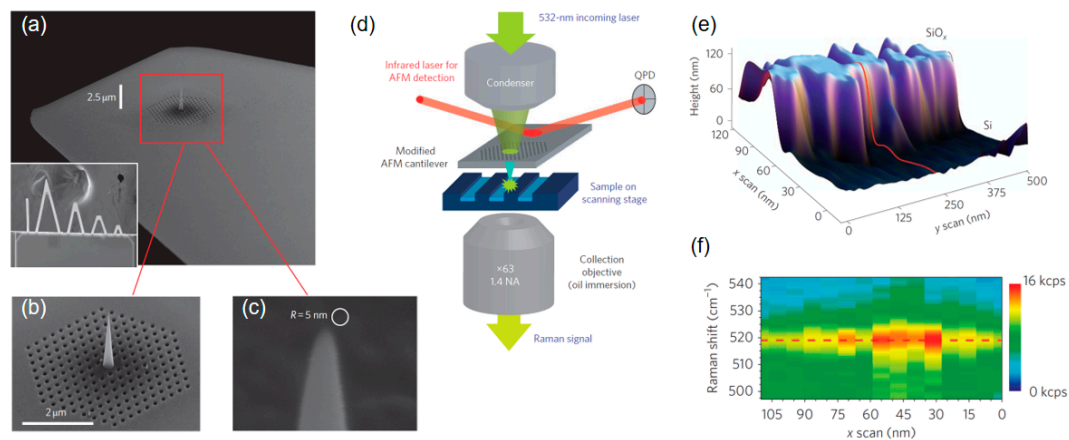 (a)
2.5 μm
(b)
2 μm
(c)
R = 5 nm
(d)
532-nm incoming laser
Infrared laser for
AFM detection
Condenser
QPD
Modified
AFM cantilever
Sample on
scanning stage
×63
1.4 NA
Collection
objective
(oil immersion)
Raman signal
(e)
SiOx
Si
Height (nm)
120
90
60
30
0
120
90
60
30
0
x scan (nm)
0
125
250
375
500
y scan (nm)
(f)
Raman shift (cm⁻¹)
540
530
520
510
500
105
90
75
60
45
30
15
0
x scan (nm)
16 kcps
0 kcps